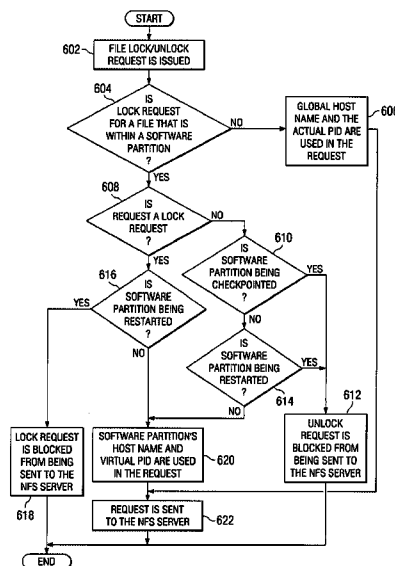 START
602
FILE LOCK/UNLOCK
REQUEST IS ISSUED
604
IS
LOCK REQUEST
FOR A FILE THAT IS
WITHIN A SOFTWARE
PARTITION
?
NO
GLOBAL HOST
NAME AND THE
ACTUAL PID ARE
USED IN THE
REQUEST
YES
608
IS
REQUEST A LOCK
REQUEST
?
NO
YES
610
IS
SOFTWARE
PARTITION BEING
CHECKPOINTED
?
YES
NO
616
IS
SOFTWARE
PARTITION BEING
RESTARTED
?
YES
NO
IS
SOFTWARE
PARTITION BEING
RESTARTED
?
YES
614
NO
612
UNLOCK
REQUEST IS
BLOCKED FROM
BEING SENT TO
THE NFS SERVER
LOCK REQUEST
IS BLOCKED
FROM BEING
SENT TO THE
NFS SERVER
618
SOFTWARE PARTITION'S
HOST NAME AND
VIRTUAL PID ARE USED
IN THE REQUEST
620
REQUEST IS SENT
TO THE NFS SERVER
622
END